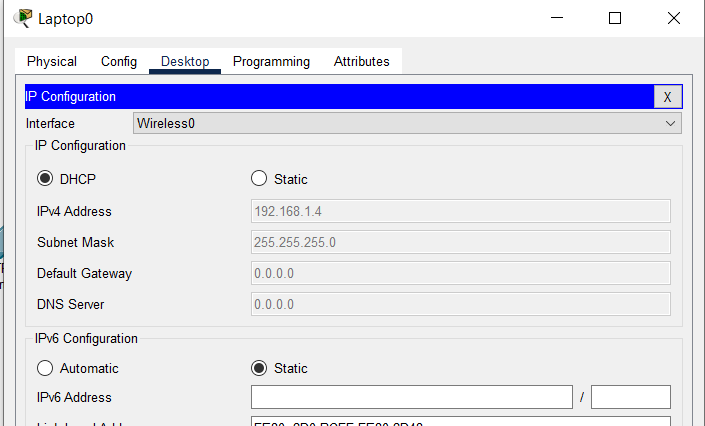 Laptop0
Physical Config Desktop Programming Attributes
IP Configuration X
Interface Wireless0
IP Configuration
DHCP Static
IPv4 Address 192.168.1.4
Subnet Mask 255.255.255.0
Default Gateway 0.0.0.0
DNS Server 0.0.0.0
IPv6 Configuration
Automatic Static
IPv6 Address /